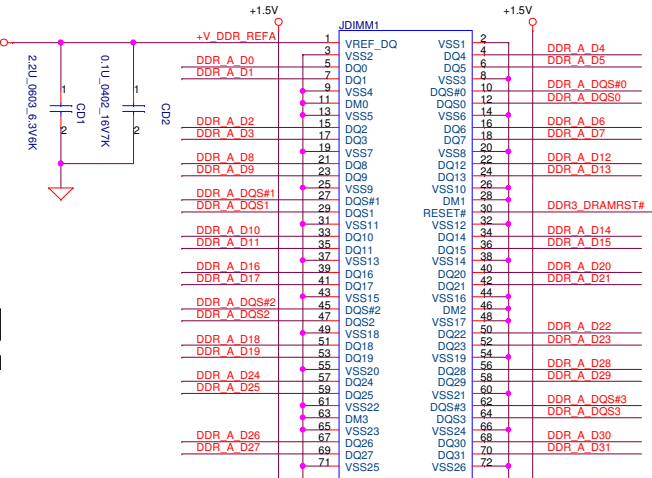 +1.5V +1.5V
JDIMM1
+V_DDR_REFA 1 VREF_DQ VSS1 2
3 VSS2 DQ4 4 DDR_A_D4
DDR_A_D0 5 DQ0 DQ5 6 DDR_A_D5
DDR_A_D1 7 DQ1 VSS3 8
9 VSS4 DQS#0 10 DDR_A_DQS#0
11 DM0 DQS0 12 DDR_A_DQS0
13 VSS5 VSS6 14
DDR_A_D2 15 DQ2 DQ6 16 DDR_A_D6
DDR_A_D3 17 DQ3 DQ7 18 DDR_A_D7
19 VSS7 VSS8 20
DDR_A_D8 21 DQ8 DQ12 22 DDR_A_D12
DDR_A_D9 23 DQ9 DQ13 24 DDR_A_D13
25 VSS9 VSS10 26
DDR_A_DQS#1 27 DQS#1 DM1 28
DDR_A_DQS1 29 DQS1 RESET# 30 DDR3_DRAMRST#
31 VSS11 VSS12 32
DDR_A_D10 33 DQ10 DQ14 34 DDR_A_D14
DDR_A_D11 35 DQ11 DQ15 36 DDR_A_D15
37 VSS13 VSS14 38
DDR_A_D16 39 DQ16 DQ20 40 DDR_A_D20
DDR_A_D17 41 DQ17 DQ21 42 DDR_A_D21
43 VSS15 VSS16 44
DDR_A_DQS#2 45 DQS#2 DM2 46
DDR_A_DQS2 47 DQS2 VSS17 48
49 VSS18 DQ22 50 DDR_A_D22
DDR_A_D18 51 DQ18 DQ23 52 DDR_A_D23
DDR_A_D19 53 DQ19 VSS19 54
55 VSS20 DQ28 56 DDR_A_D28
DDR_A_D24 57 DQ24 DQ29 58 DDR_A_D29
DDR_A_D25 59 DQ25 VSS21 60
61 VSS22 DQS#3 62 DDR_A_DQS#3
63 DM3 DQS3 64 DDR_A_DQS3
65 VSS23 VSS24 66
DDR_A_D26 67 DQ26 DQ30 68 DDR_A_D30
DDR_A_D27 69 DQ27 DQ31 70 DDR_A_D31
71 VSS25 VSS26 72
2.2U_0603_6.3V6K
1
2
CD1
0.1U_0402_16V7K
1
2
CD2